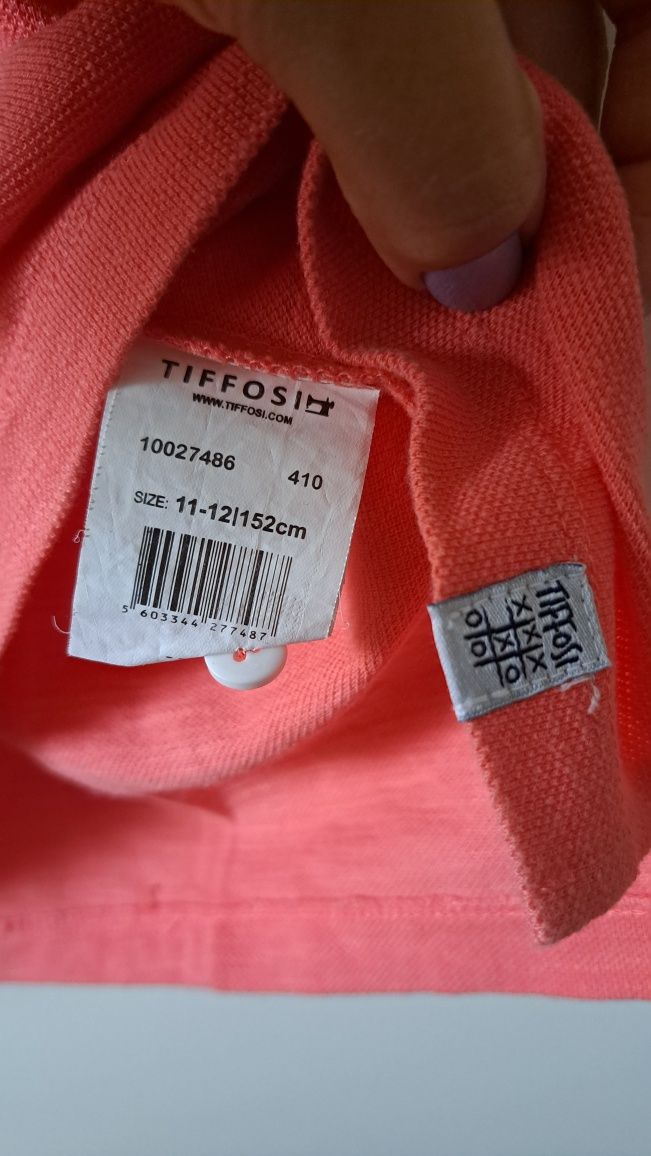 TIFFOSI
WWW.TIFFOSI.COM
10027486 410
SIZE: 11-12|152cm
5 603344 277487
TIFFOSI